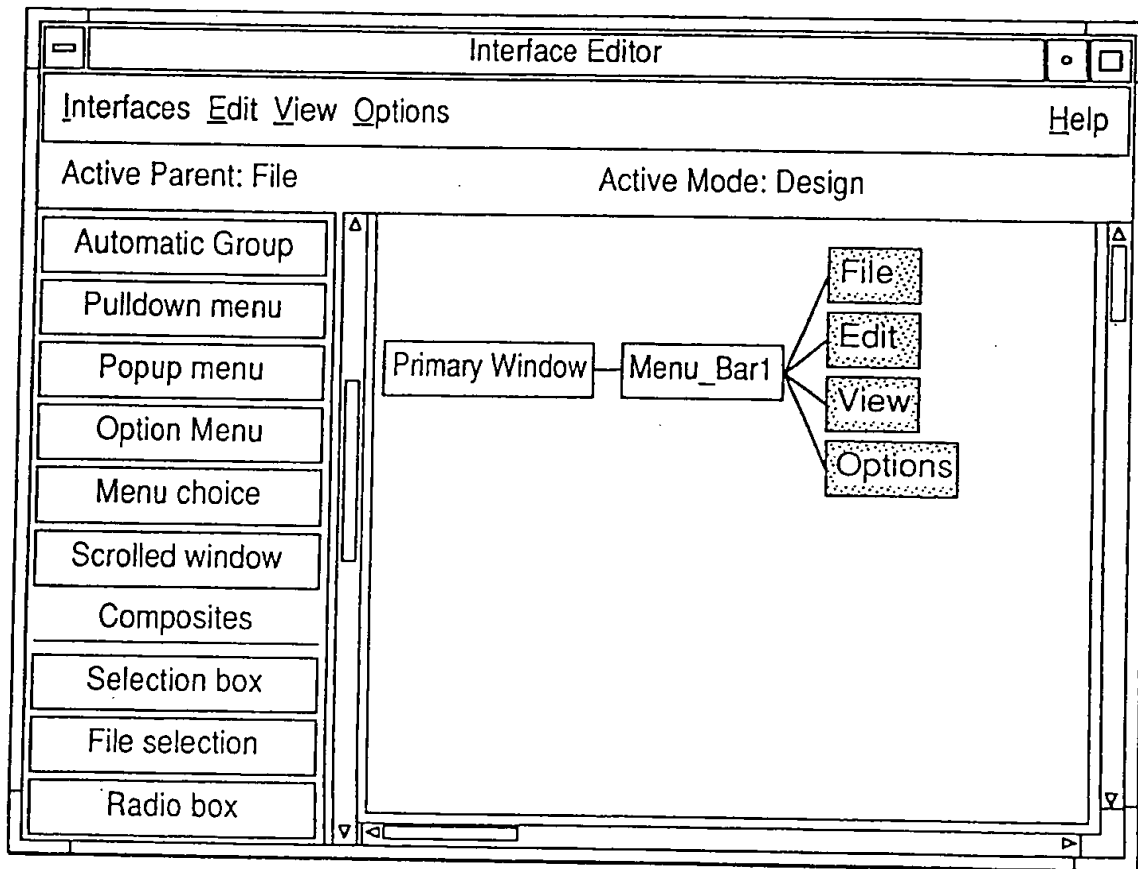 Interface Editor
Interfaces Edit View Options Help
Active Parent: File Active Mode: Design
Automatic Group
Pulldown menu
Popup menu
Option Menu
Menu choice
Scrolled window
Composites
Selection box
File selection
Radio box
Primary Window
Menu_Bar1
File
Edit
View
Options